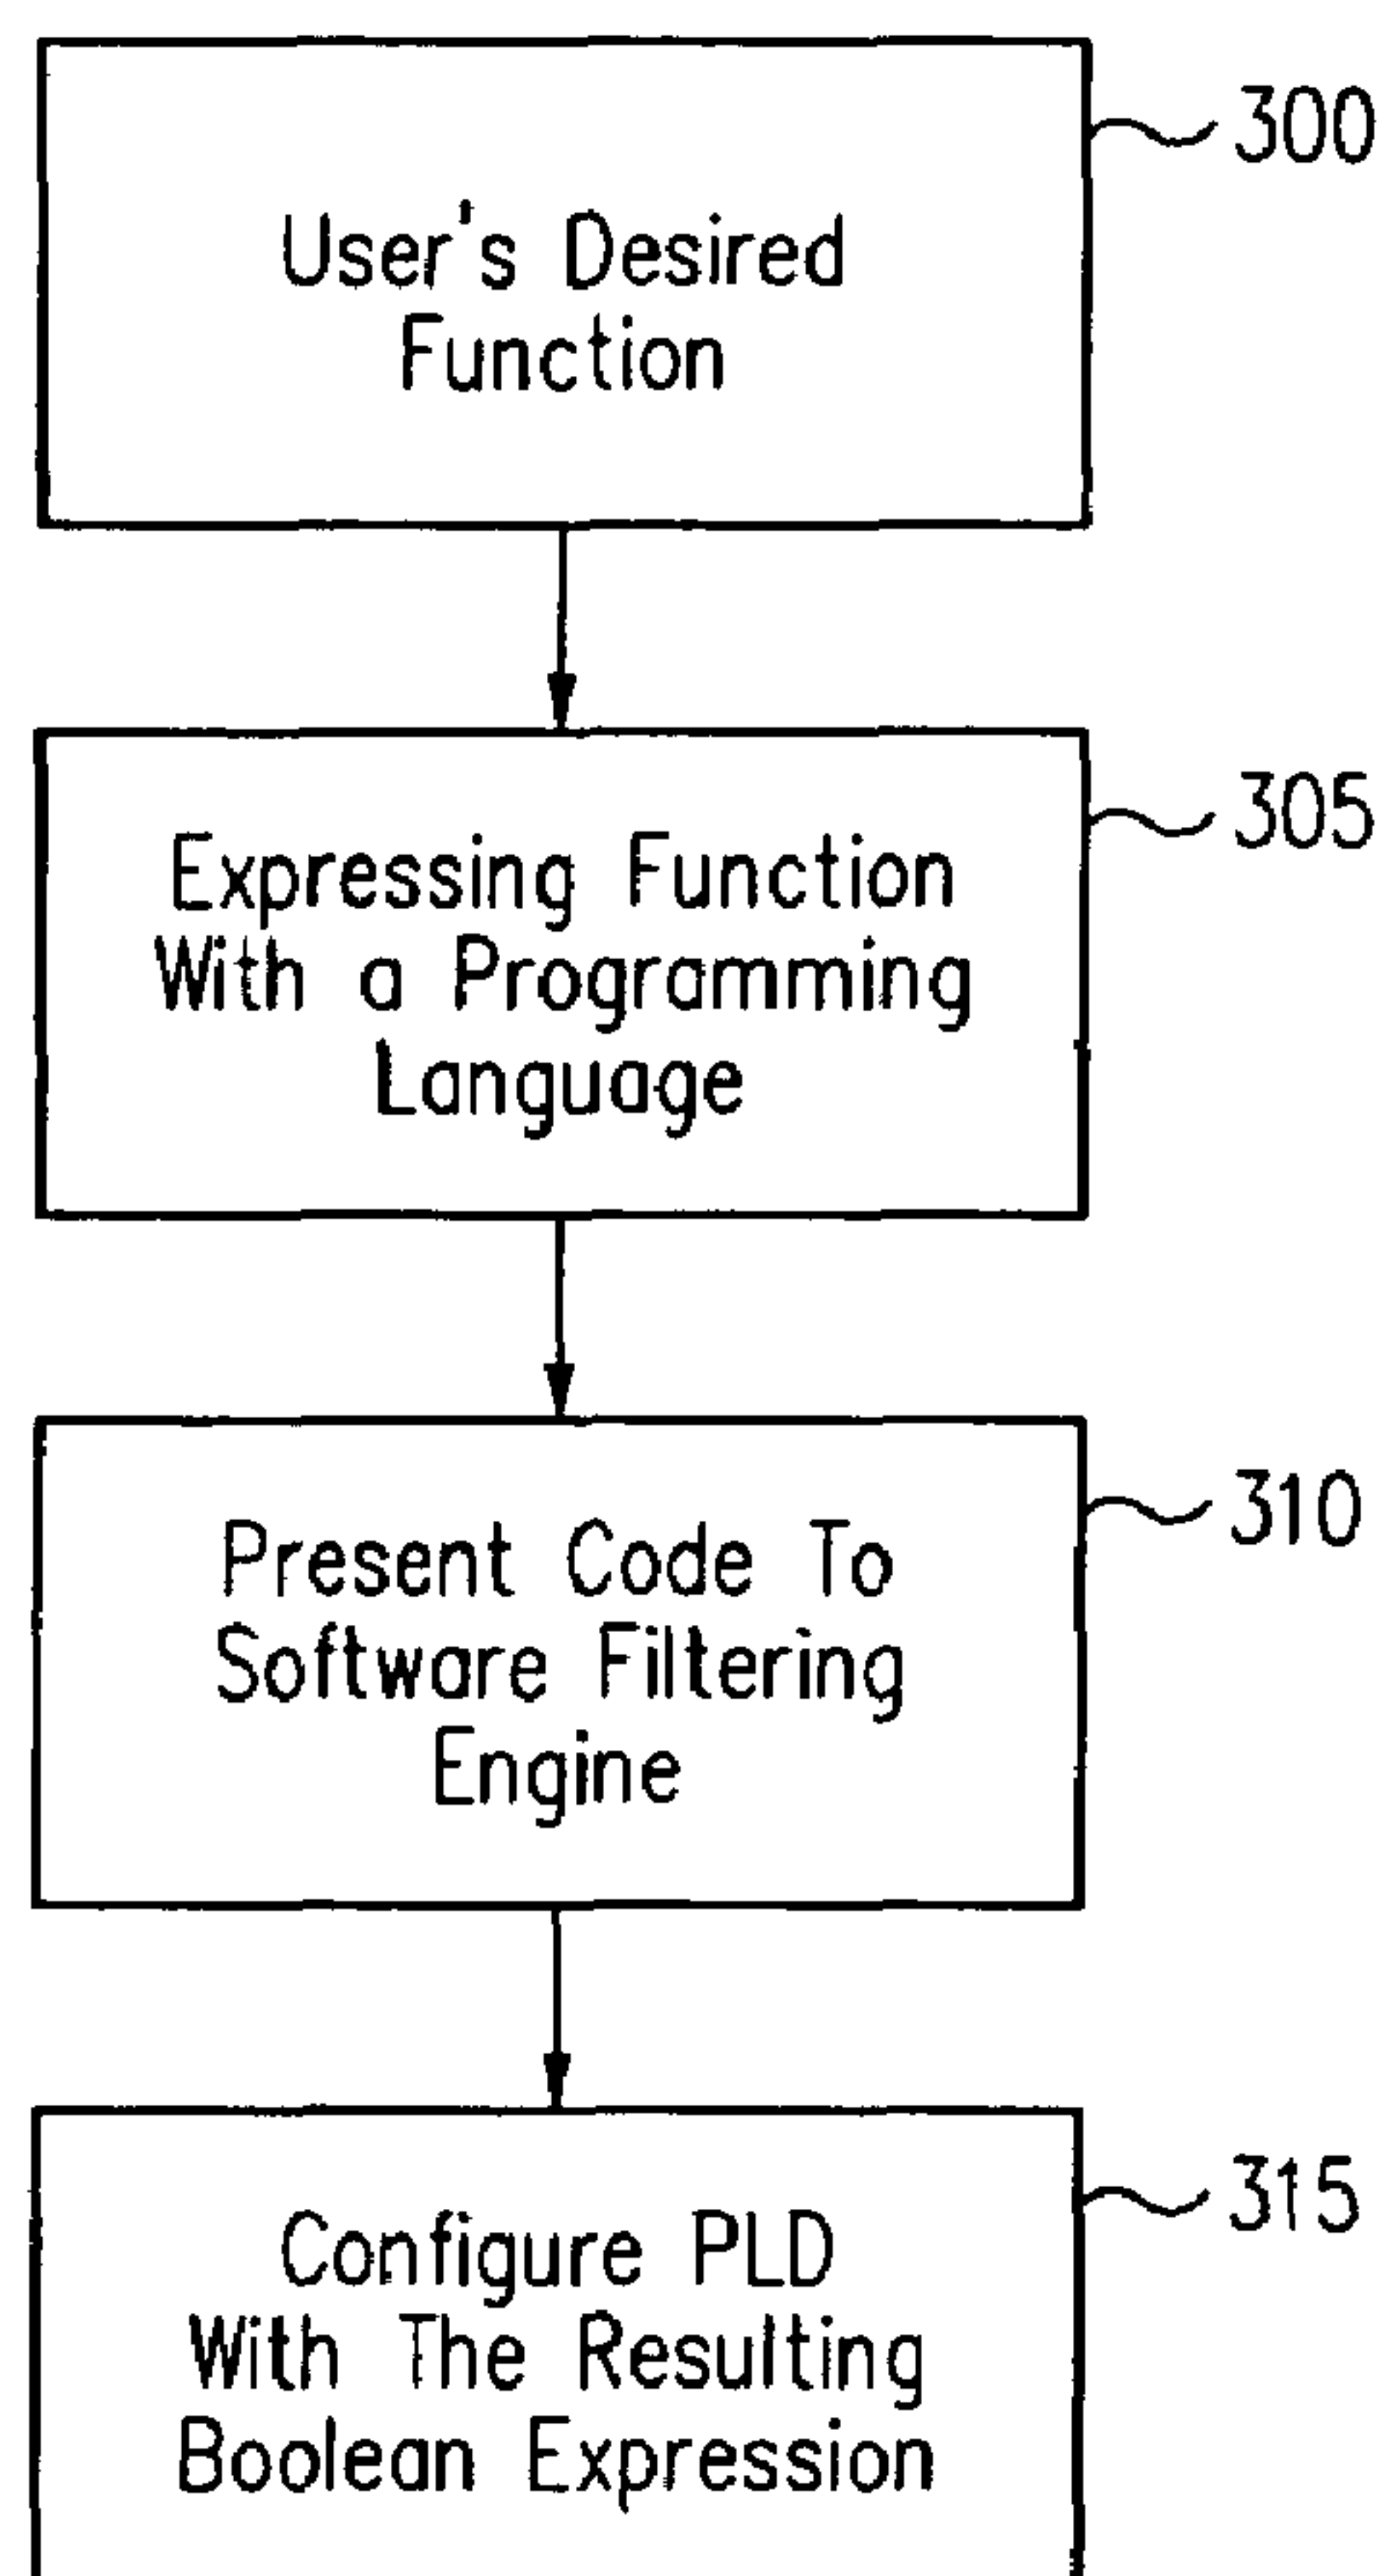 300
User's Desired
Function
305
Expressing Function
With a Programming
Language
310
Present Code To
Software Filtering
Engine
315
Configure PLD
With The Resulting
Boolean Expression